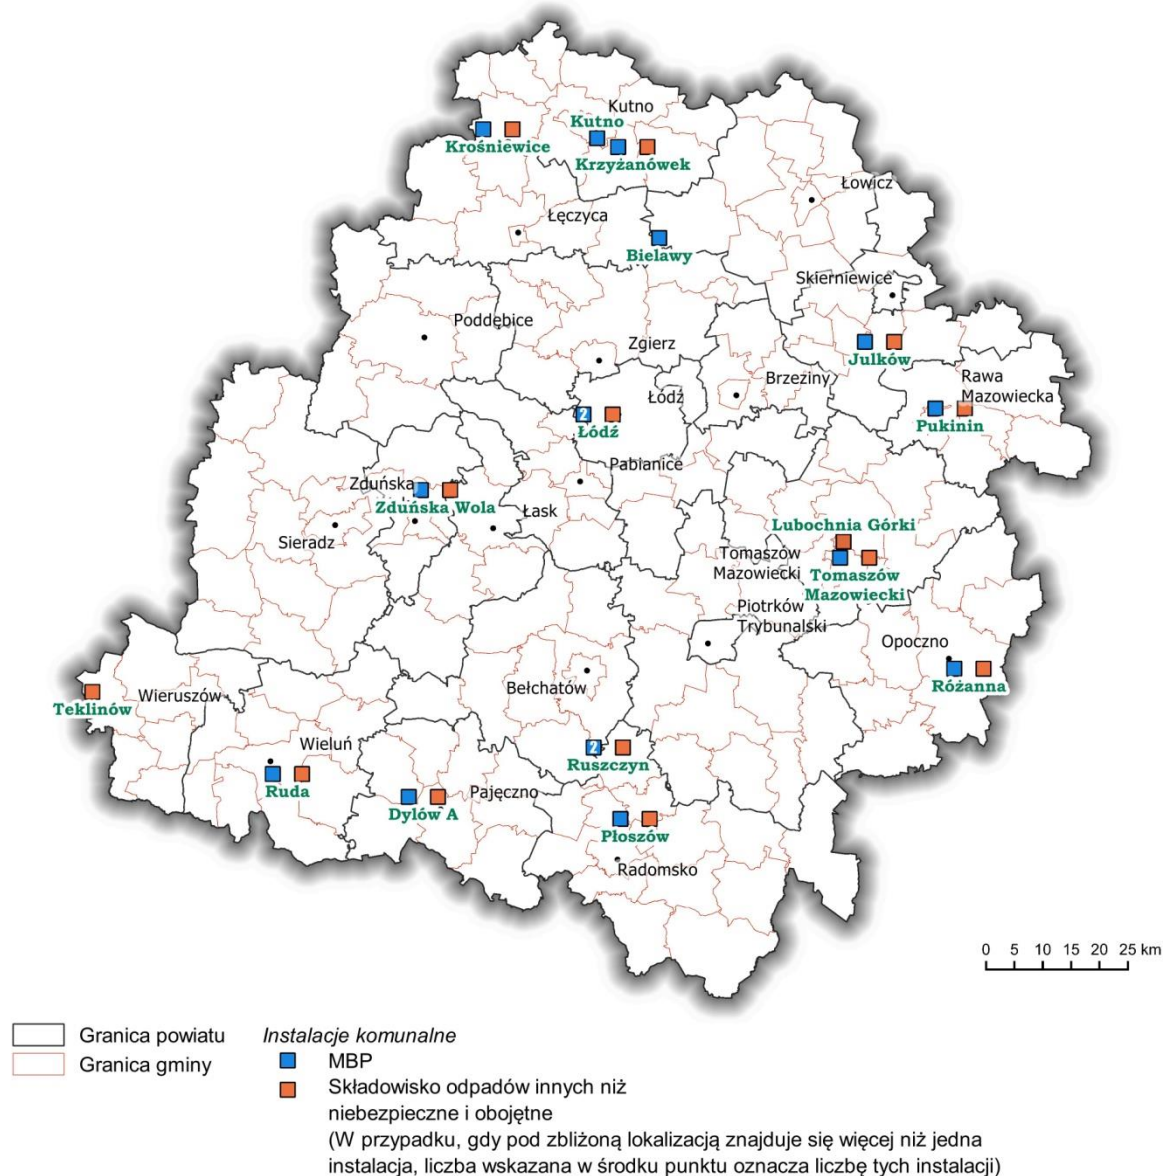 Kutno
Kutno
Krośniewice
Krzyżanówek
Łowicz
Łęczyca
Bielawy
Skierniewice
Poddębice
Zgierz
Julków
Brzeziny
Rawa
Mazowiecka
Łódź
2
Łódź
Pukinin
Pabianice
Zduńska
Zduńska Wola
Łask
Sieradz
Lubochnia Górki
Tomaszów
Mazowiecki
Tomaszów
Mazowiecki
Piotrków
Trybunalski
Opoczno
Różanna
Bełchatów
Wieruszów
Teklinów
Wieluń
2
Ruszczyn
Ruda
Pajęczno
Dylów A
Płoszów
Radomsko
0 5 10 15 20 25 km
Granica powiatu
Granica gminy
Instalacje komunalne
MBP
Składowisko odpadów innych niż
niebezpieczne i obojętne
(W przypadku, gdy pod zbliżoną lokalizacją znajduje się więcej niż jedna
instalacja, liczba wskazana w środku punktu oznacza liczbę tych instalacji)